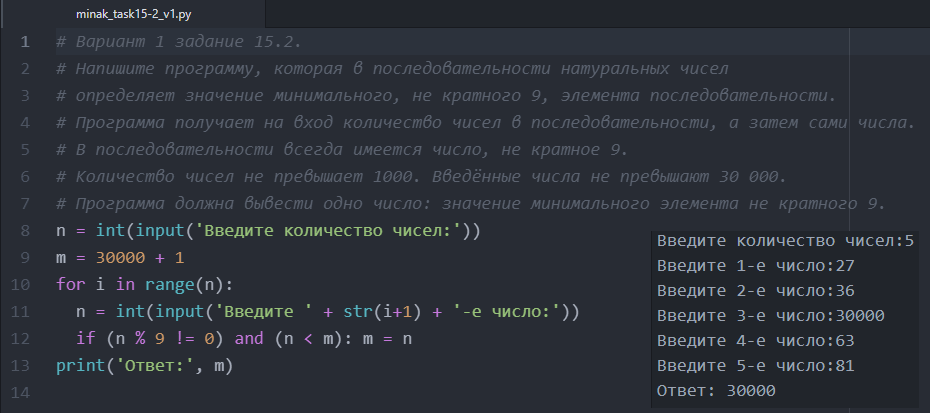 minak_task15-2_v1.py
1 # Вариант 1 задание 15.2.
2 # Напишите программу, которая в последовательности натуральных чисел
3 # определяет значение минимального, не кратного 9, элемента последовательности.
4 # Программа получает на вход количество чисел в последовательности, а затем сами числа.
5 # В последовательности всегда имеется число, не кратное 9.
6 # Количество чисел не превышает 1000. Введённые числа не превышают 30 000.
7 # Программа должна вывести одно число: значение минимального элемента не кратного 9.
8 n = int(input('Введите количество чисел:'))
9 m = 30000 + 1
10 for i in range(n):
11   n = int(input('Введите ' + str(i+1) + '-е число:'))
12   if (n % 9 != 0) and (n < m): m = n
13 print('Ответ:', m)
14
Введите количество чисел:5
Введите 1-е число:27
Введите 2-е число:36
Введите 3-е число:30000
Введите 4-е число:63
Введите 5-е число:81
Ответ: 30000